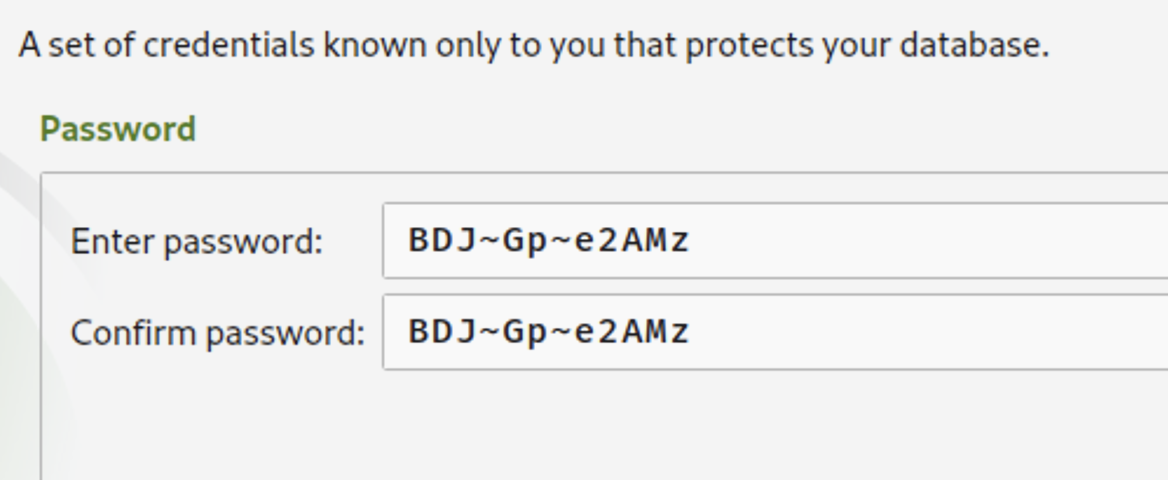 A set of credentials known only to you that protects your database.
Password
Enter password: BDJ~Gp~e2AMz
Confirm password: BDJ~Gp~e2AMz